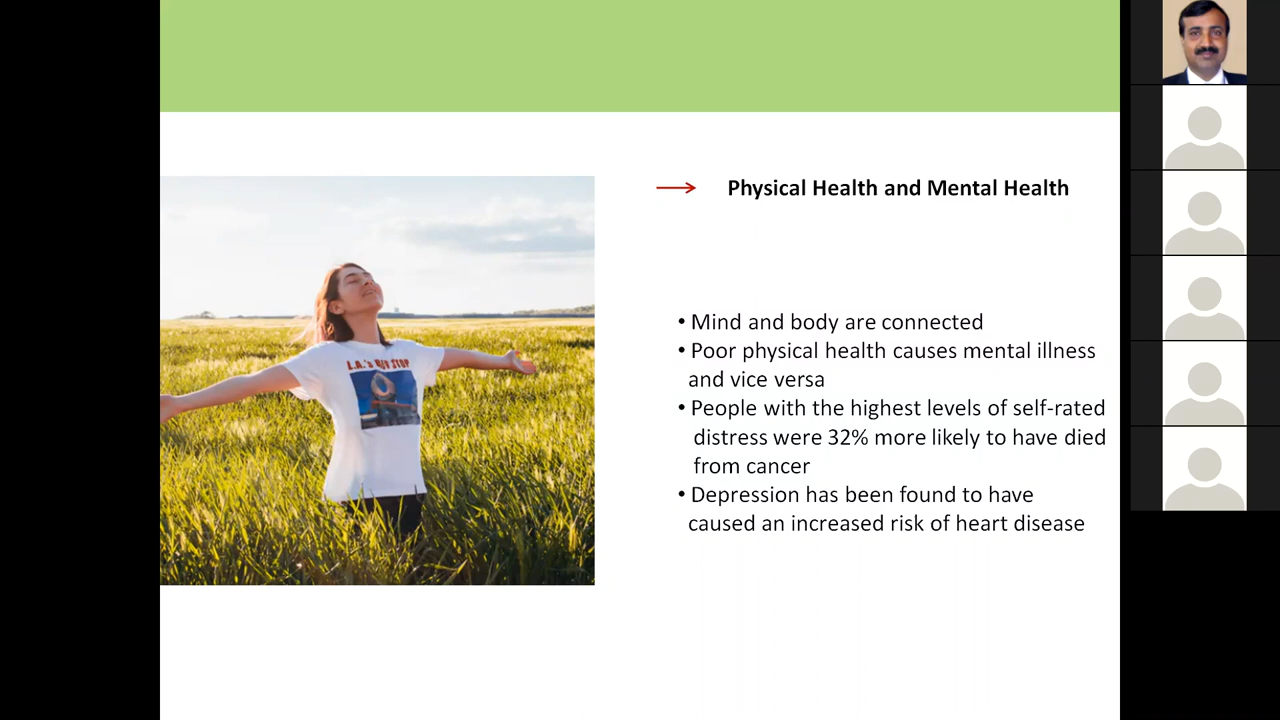 Physical Health and Mental Health
L.A.'s
STOP
• Mind and body are connected
• Poor physical health causes mental illness
and vice versa
• People with the highest levels of self-rated
distress were 32% more likely to have died
from cancer
• Depression has been found to have
caused an increased risk of heart disease